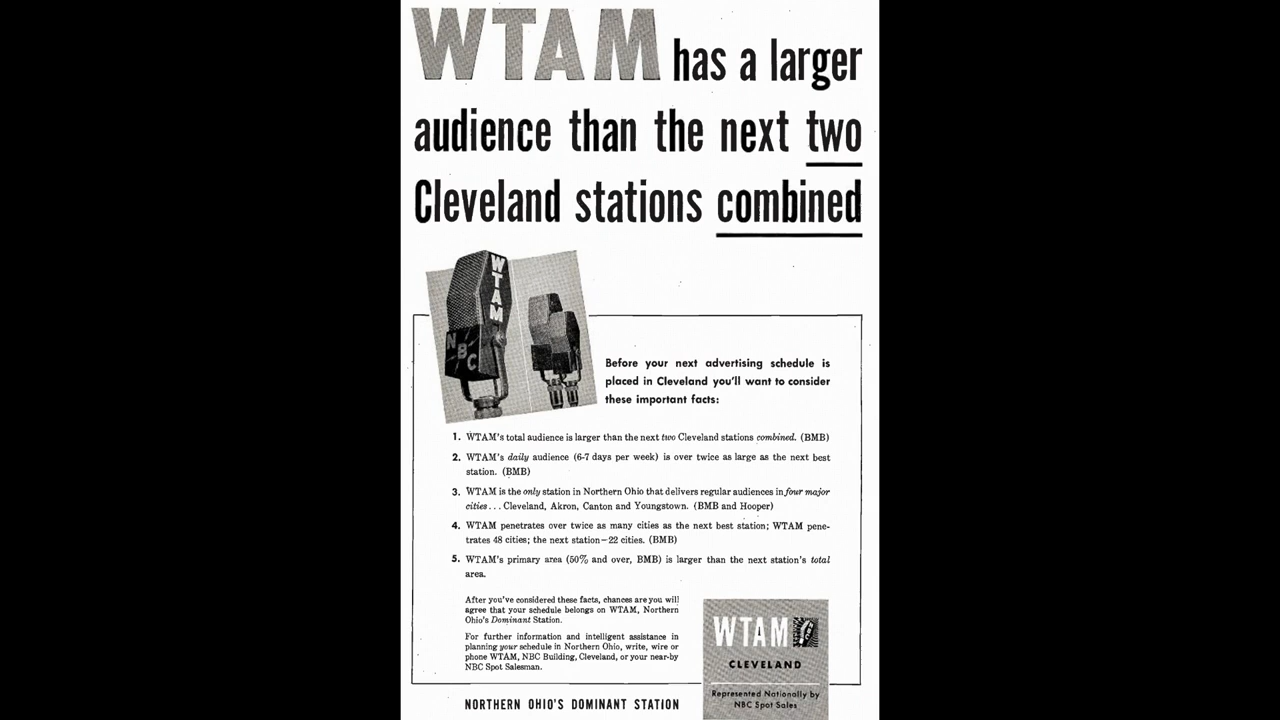 WTAM has a larger
audience than the next two
Cleveland stations combined
WTAM
NBC
Before your next advertising schedule is
placed in Cleveland you'll want to consider
these important facts:
1. WTAM's total audience is larger than the next two Cleveland stations combined. (BMB)
2. WTAM's daily audience (6-7 days per week) is over twice as large as the next best
station. (BMB)
3. WTAM is the only station in Northern Ohio that delivers regular audiences in four major
cities... Cleveland, Akron, Canton and Youngstown. (BMB and Hooper)
4. WTAM penetrates over twice as many cities as the next best station; WTAM pene-
trates 48 cities; the next station—22 cities. (BMB)
5. WTAM's primary area (50% and over, BMB) is larger than the next station's total
area.
After you've considered these facts, chances are you will
agree that your schedule belongs on WTAM, Northern
Ohio's Dominant Station.
For further information and intelligent assistance in
planning your schedule in Northern Ohio, write, wire or
phone WTAM, NBC Building, Cleveland, or your near-by
NBC Spot Salesman.
NORTHERN OHIO'S DOMINANT STATION
WTAM
CLEVELAND
Represented Nationally by
NBC Spot Sales